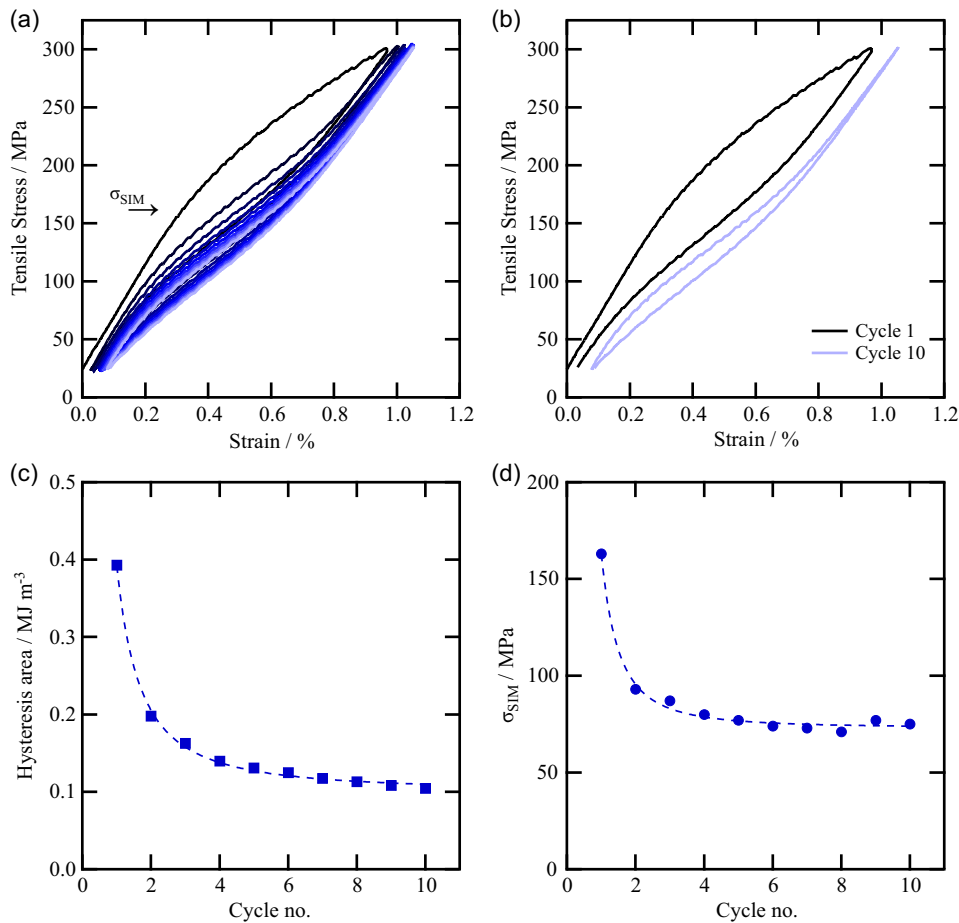 (a)
300
250
200
150
100
50
0
Tensile Stress / MPa
σSIM
0.0 0.2 0.4 0.6 0.8 1.0 1.2
Strain / %
(b)
300
250
200
150
100
50
0
Tensile Stress / MPa
Cycle 1
Cycle 10
0.0 0.2 0.4 0.6 0.8 1.0 1.2
Strain / %
(c)
0.5
0.4
0.3
0.2
0.1
0.0
Hysteresis area / MJ m⁻³
0 2 4 6 8 10
Cycle no.
(d)
200
150
100
50
0
σSIM / MPa
0 2 4 6 8 10
Cycle no.